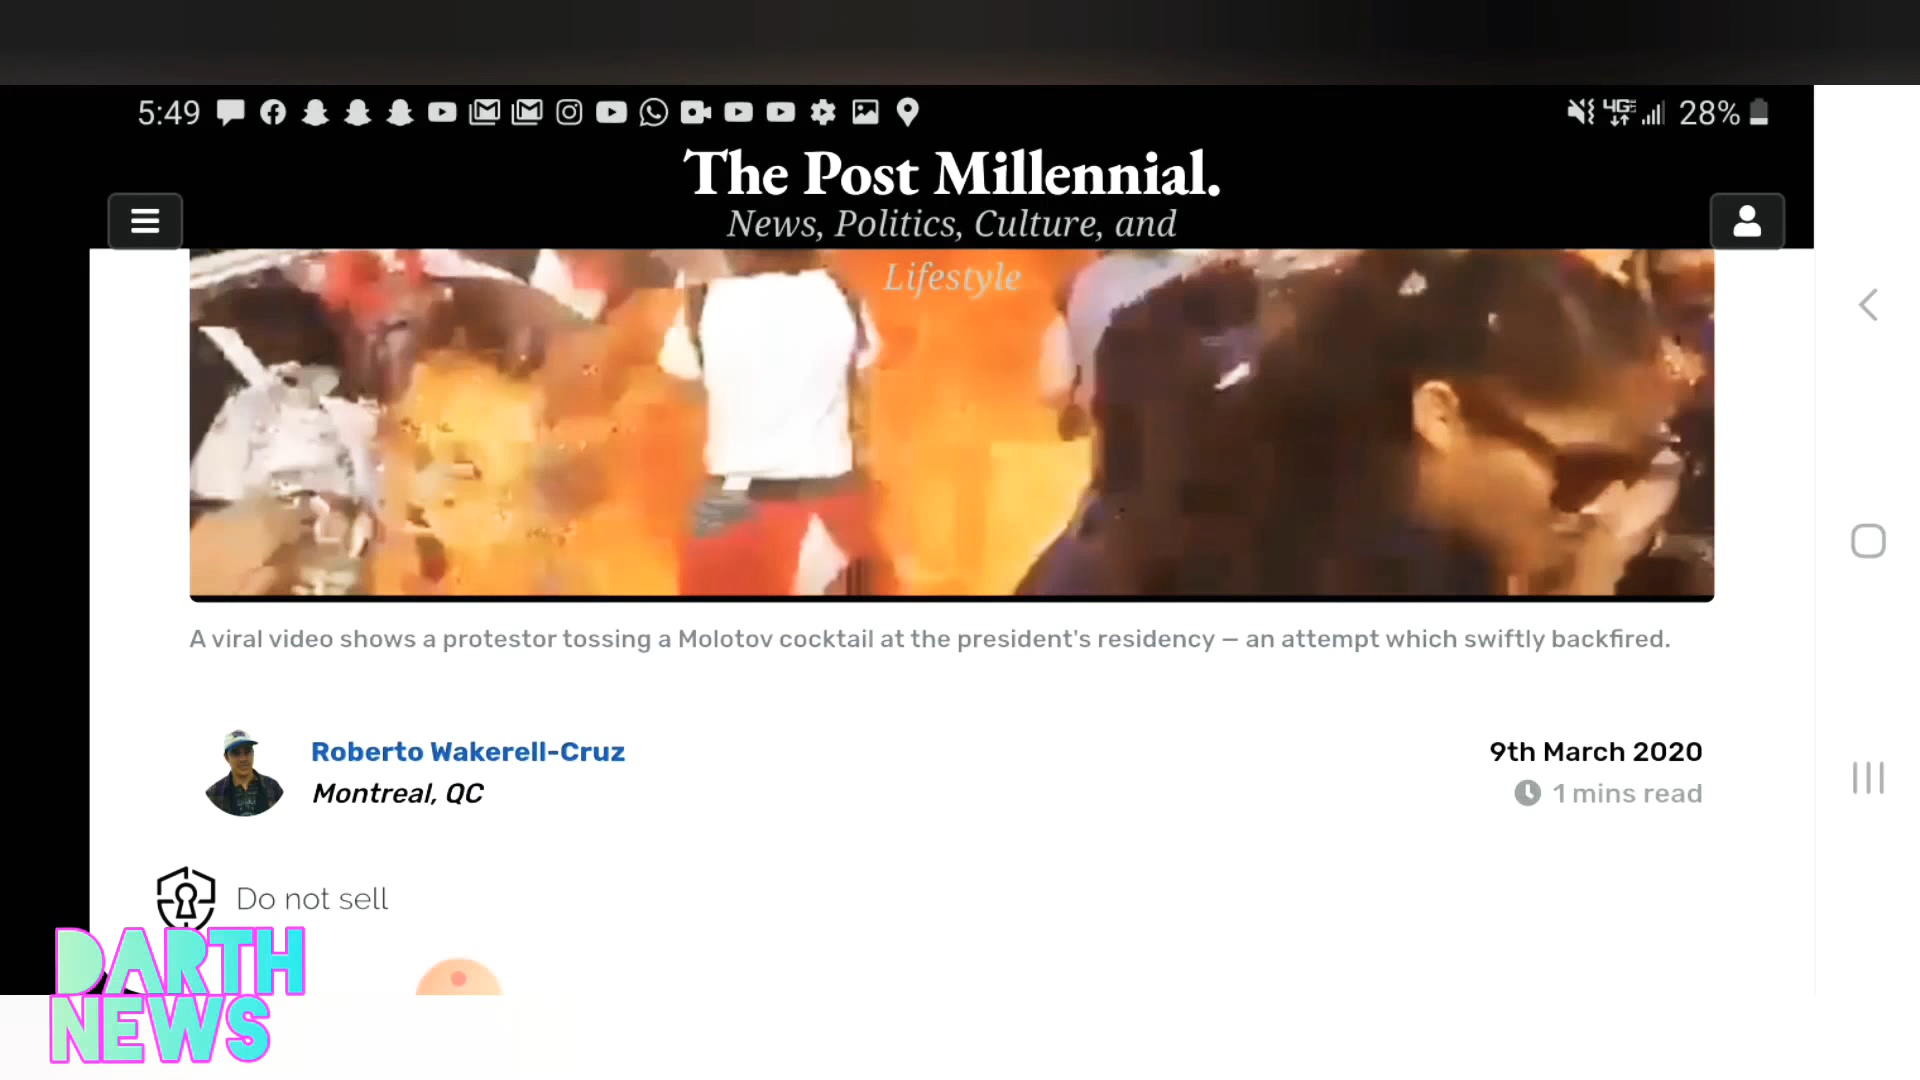 5:49
4G
28%
The Post Millennial.
News, Politics, Culture, and
Lifestyle
A viral video shows a protestor tossing a Molotov cocktail at the president's residency – an attempt which swiftly backfired.
Roberto Wakerell-Cruz
9th March 2020
Montreal, QC
1 mins read
Do not sell
DARTH
NEWS